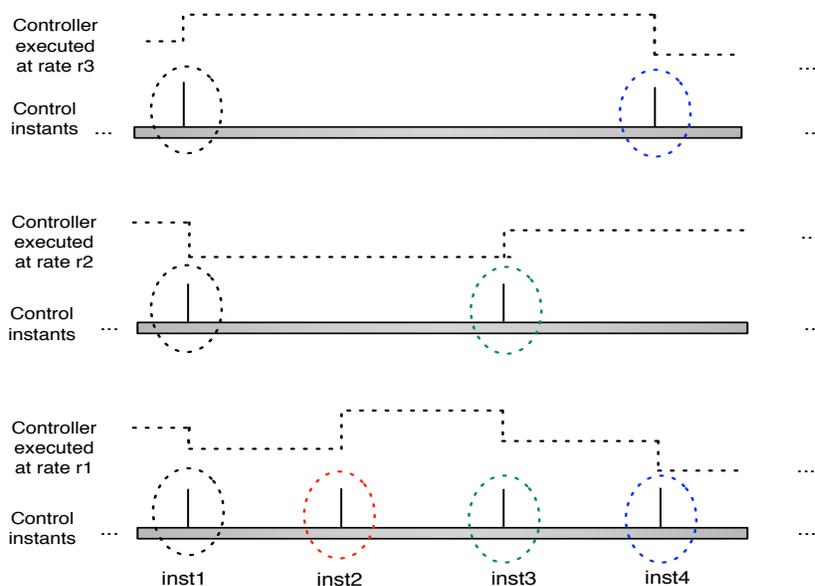 Controller
executed
at rate r3
...
Control
instants ...
..
Controller
executed
at rate r2
..
Control
instants ...
..
Controller
executed
at rate r1
...
Control
instants ...
..
inst1 inst2 inst3 inst4